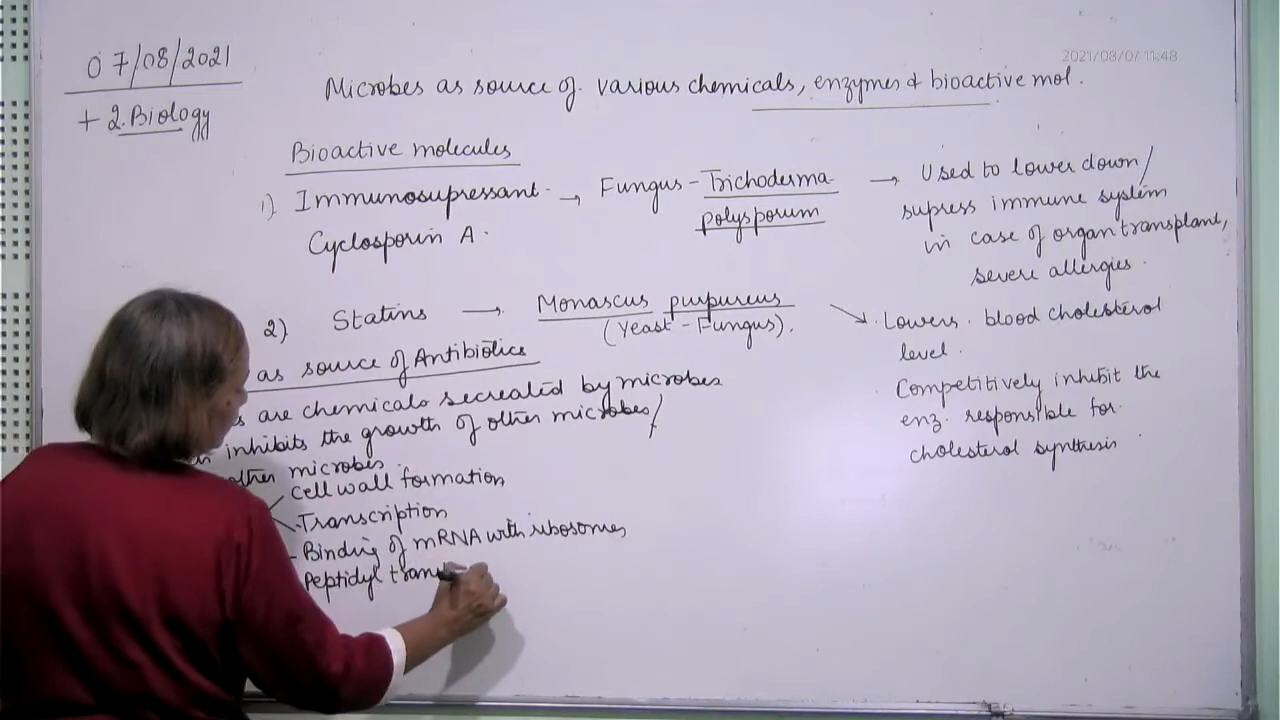 07/08/2021
+2.Biology
2021/08/07 11:48
Microbes as source of various chemicals, enzymes & bioactive mol.
Bioactive molecules
1) Immunosupressant. → Fungus - Trichoderma
polysporum
Cyclosporin A.
→ Used to lower down/
supress immune system
in case of organ transplant,
severe allergies.
2) Statins → Monascus purpureus
(Yeast - Fungus).
Lowers blood cholesterol
level.
Competitively inhibit the
enz. responsible for
cholesterol synthesis
as source of Antibiotics
are chemicals secreated by microbes
inhibits the growth of other microbes/
other microbes.
Cell wall formation
Transcription
- Binding of mRNA with ribosomes
Peptidyl tran